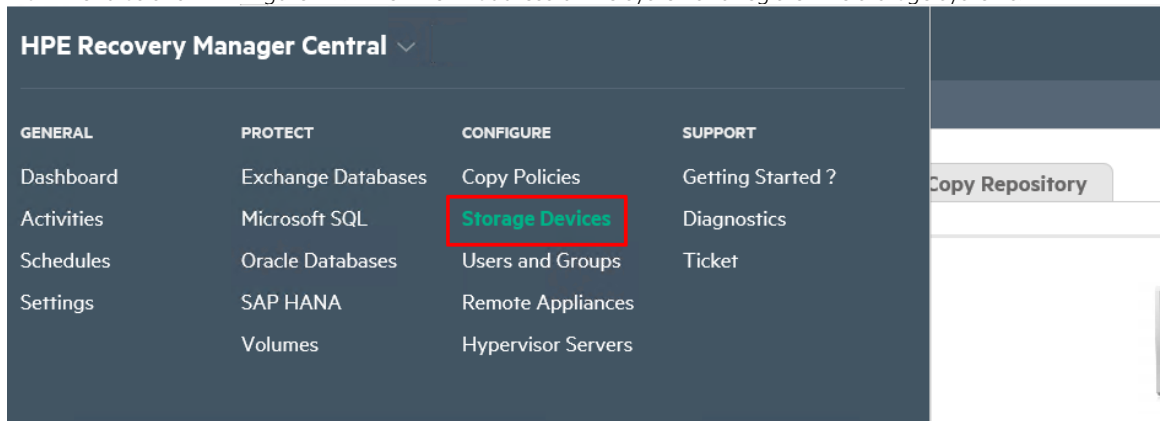 HPE Recovery Manager Central
GENERAL
Dashboard
Activities
Schedules
Settings
PROTECT
Exchange Databases
Microsoft SQL
Oracle Databases
SAP HANA
Volumes
CONFIGURE
Copy Policies
Storage Devices
Users and Groups
Remote Appliances
Hypervisor Servers
SUPPORT
Getting Started ?
Diagnostics
Ticket
Copy Repository